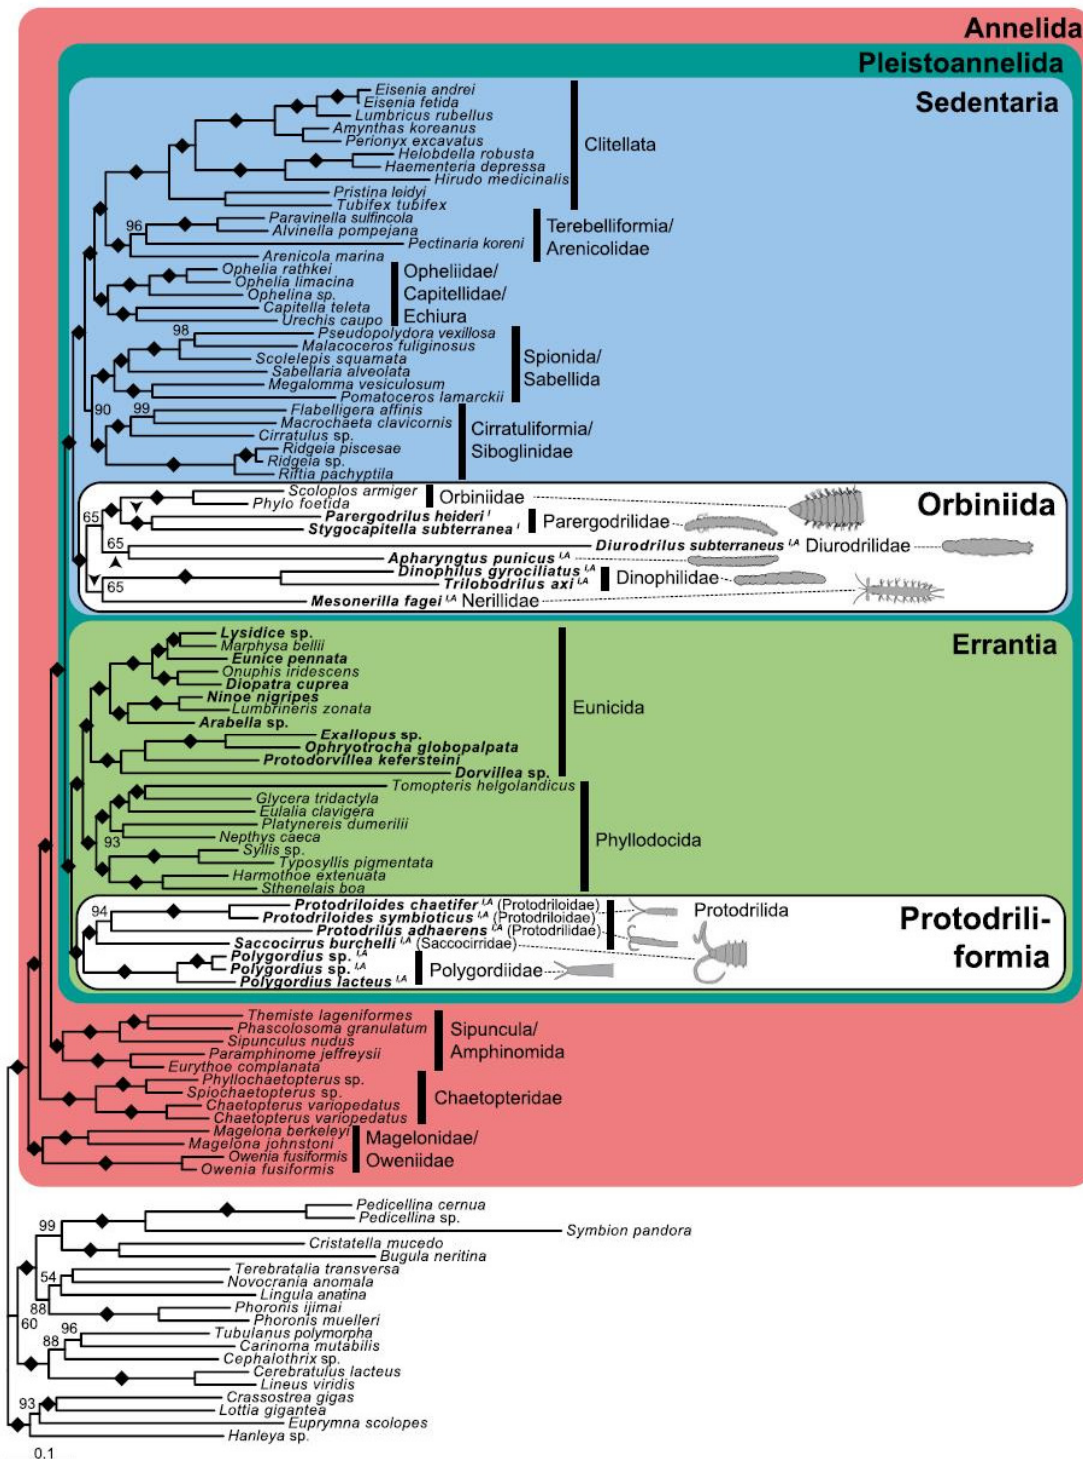 Annelida
Pleistoannelida
Sedentaria
Eisenia andrei
Eisenia fetida
Lumbricus rubellus
Amynthas koreanus
Perionyx excavatus
Helobdella robusta
Haementeria depressa
Hirudo medicinalis
Pristina leidyi
Tubifex tubifex
Clitellata
96
Paravinella sulfincola
Alvinella pompejana
Pectinaria koreni
Arenicola marina
Terebelliformia/
Arenicolidae
Ophelia rathkei
Ophelia limacina
Ophelina sp.
Capitella teleta
Urechis caupo
Opheliidae/
Capitellidae/
Echiura
98
Pseudopolydora vexillosa
Malacoceros fuliginosus
Scolelepis squamata
Sabellaria alveolata
Megalomma vesiculosum
Pomatoceros lamarckii
Spionida/
Sabellida
90
99
Flabelligera affinis
Macrochaeta clavicornis
Cirratulus sp.
Ridgeia piscesae
Ridgeia sp.
Riftia pachyptila
Cirratuliformia/
Siboglinidae
Orbiniida
Scoloplos armiger
Phylo foetida
Orbiniidae
65
Parergodrilus heideri I
Stygocapitella subterranea I
Parergodrilidae
65
Diurodrilus subterraneus I,A Diurodrilidae
Apharyngtus punicus I,A
Dinophilus gyrociliatus I,A
Trilobodrilus axi I,A
Dinophilidae
65
Mesonerilla fagei I,A Nerillidae
Errantia
Lysidice sp.
Marphysa bellii
Eunice pennata
Onuphis iridescens
Diopatra cuprea
Ninoe nigripes
Lumbrineris zonata
Arabella sp.
Exallopus sp.
Ophryotrocha globopalpata
Protodorvillea kefersteini
Dorvillea sp.
Eunicida
Tomopteris helgolandicus
Glycera tridactyla
Eulalia clavigera
Platynereis dumerilii
93
Nepthys caeca
Syllis sp.
Typosyllis pigmentata
Harmothoe extenuata
Sthenelais boa
Phyllodocida
Protodrili-
formia
94
Protodriloides chaetifer I,A (Protodriloidae)
Protodriloides symbioticus I,A (Protodriloidae)
Protodrilus adhaerens I,A (Protodrilidae)
Saccocirrus burchelli I,A (Saccocirridae)
Protodrilida
Polygordius sp. I,A
Polygordius sp. I,A
Polygordius lacteus I,A
Polygordiidae
Themiste lageniformes
Phascolosoma granulatum
Sipunculus nudus
Paramphinome jeffreysii
Eurythoe complanata
Sipuncula/
Amphinomida
Phyllochaetopterus sp.
Spiochaetopterus sp.
Chaetopterus variopedatus
Chaetopterus variopedatus
Chaetopteridae
Magelona berkeleyi
Magelona johnstoni
Owenia fusiformis
Owenia fusiformis
Magelonidae/
Oweniidae
Pedicellina cernua
Pedicellina sp.
99
Symbion pandora
Cristatella mucedo
Bugula neritina
Terebratalia transversa
54
Novocrania anomala
Lingula anatina
88
Phoronis ijimai
60
Phoronis muelleri
96
Tubulanus polymorpha
88
Carinoma mutabilis
Cephalothrix sp.
Cerebratulus lacteus
Lineus viridis
93
Crassostrea gigas
Lottia gigantea
Euprymna scolopes
Hanleya sp.
0.1